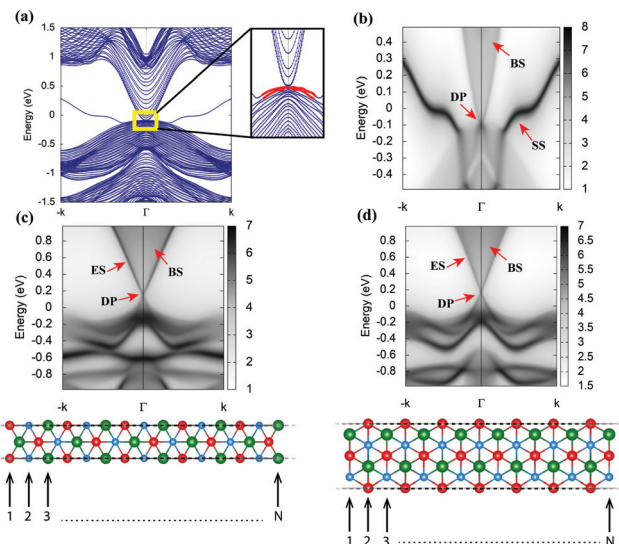 (a)
1.5
1
0.5
0
-0.5
-1
-1.5
Energy (eV)
-k Γ k
(b)
0.4
0.3
0.2
0.1
0
-0.1
-0.2
-0.3
-0.4
Energy (eV)
BS
DP
SS
8
7
6
5
4
3
2
1
-k Γ k
(c)
0.8
0.6
0.4
0.2
0
-0.2
-0.4
-0.6
-0.8
Energy (eV)
ES
BS
DP
7
6
5
4
3
2
1
-k Γ k
(d)
0.8
0.6
0.4
0.2
0
-0.2
-0.4
-0.6
-0.8
Energy (eV)
ES
BS
DP
7
6.5
6
5.5
5
4.5
4
3.5
3
2.5
2
1.5
-k Γ k
1 2 3 N
1 2 3 N